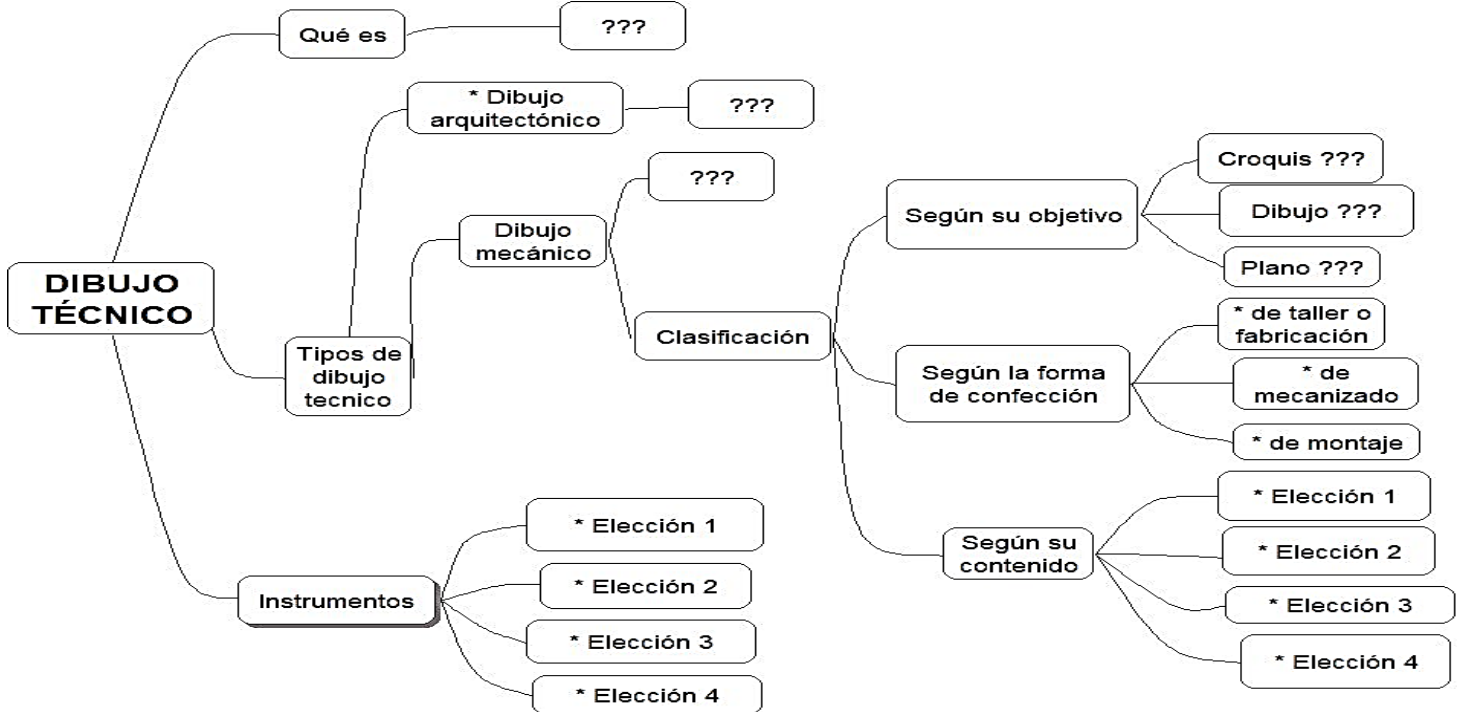 Qué es
???
* Dibujo
arquitectónico
???
???
Dibujo
mecánico
DIBUJO
TÉCNICO
Tipos de
dibujo
tecnico
Clasificación
Según su objetivo
Croquis ???
Dibujo ???
Plano ???
Según la forma
de confección
* de taller o
fabricación
* de
mecanizado
* de montaje
Según su
contenido
* Elección 1
* Elección 2
* Elección 3
* Elección 4
Instrumentos
* Elección 1
* Elección 2
* Elección 3
* Elección 4